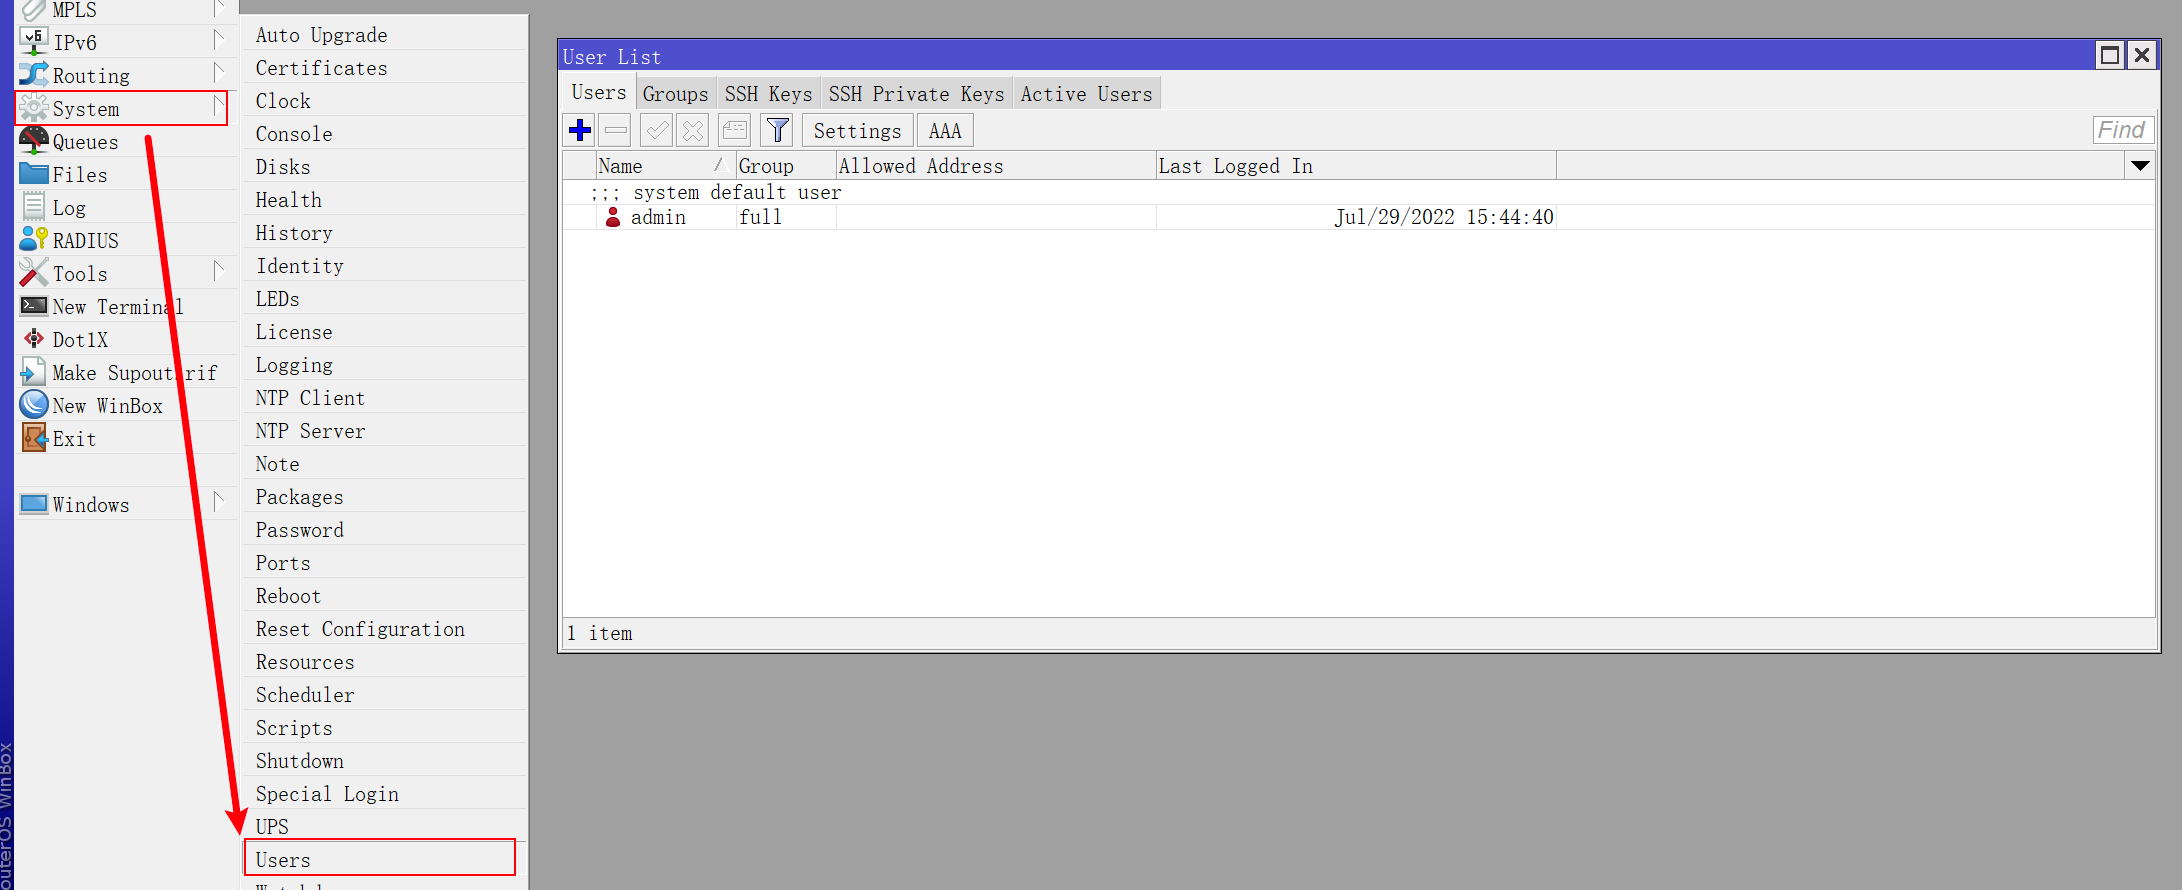 MPLS
IPv6
Routing
System
Queues
Files
Log
RADIUS
Tools
New Terminal
Dot1X
Make Supout.rif
New WinBox
Exit
Windows
RouterOS WinBox
Auto Upgrade
Certificates
Clock
Console
Disks
Health
History
Identity
LEDs
License
Logging
NTP Client
NTP Server
Note
Packages
Password
Ports
Reboot
Reset Configuration
Resources
Scheduler
Scripts
Shutdown
Special Login
UPS
Users
User List
Users Groups SSH Keys SSH Private Keys Active Users
Settings AAA Find
Name Group Allowed Address Last Logged In
;;; system default user
admin full Jul/29/2022 15:44:40
1 item